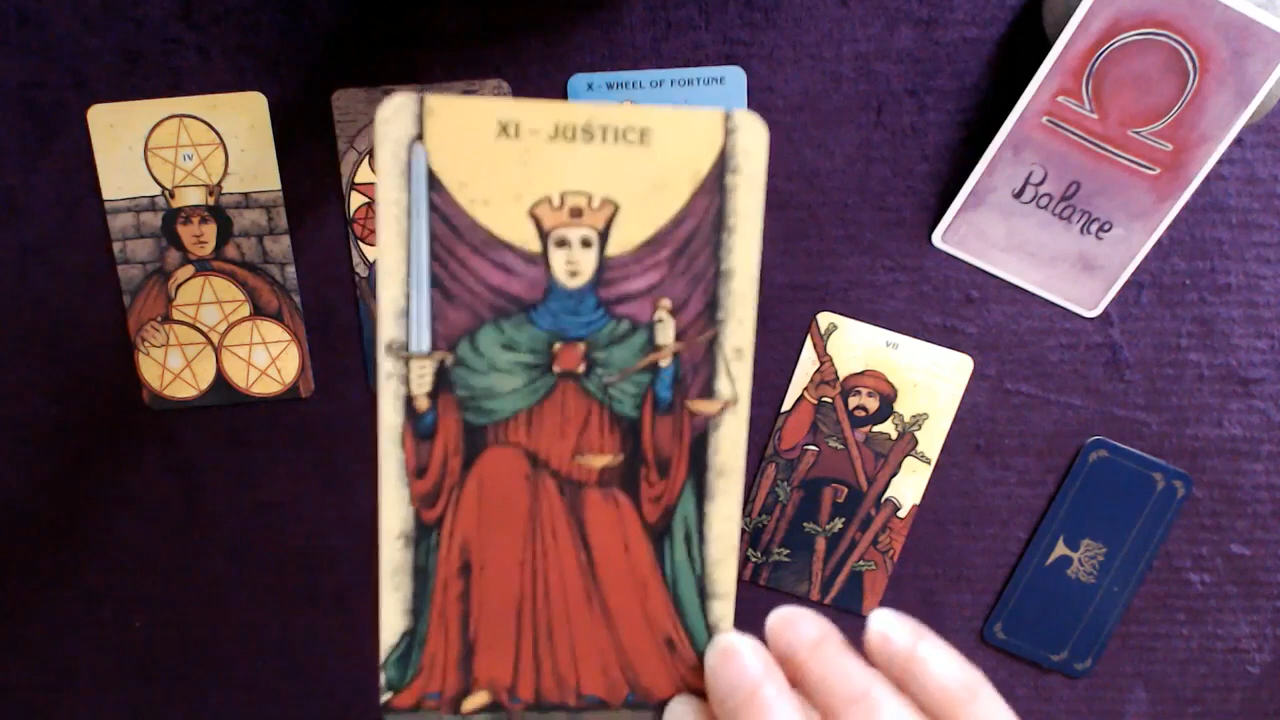 IV
X - WHEEL OF FORTUNE
XI - JUSTICE
Balance
VII